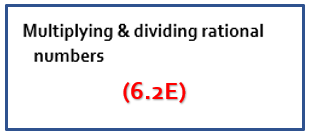 Multiplying & dividing rational
numbers
(6.2E)